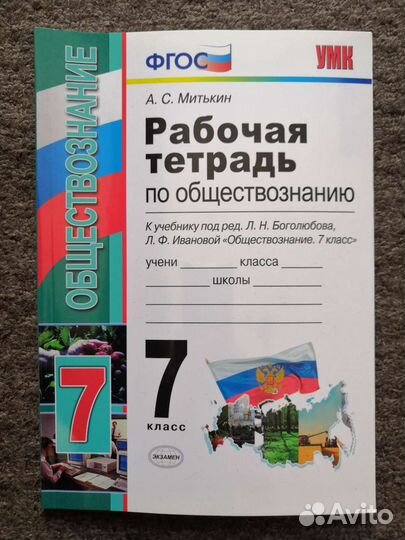 ФГОС
УМК
А. С. Митькин
Рабочая
тетрадь
по обществознанию
К учебнику под ред. Л. Н. Боголюбова,
Л. Ф. Ивановой «Обществознание. 7 класс»
учени класса
школы
ОБЩЕСТВОЗНАНИЕ
7
7
класс
ЭКЗАМЕН
Avito